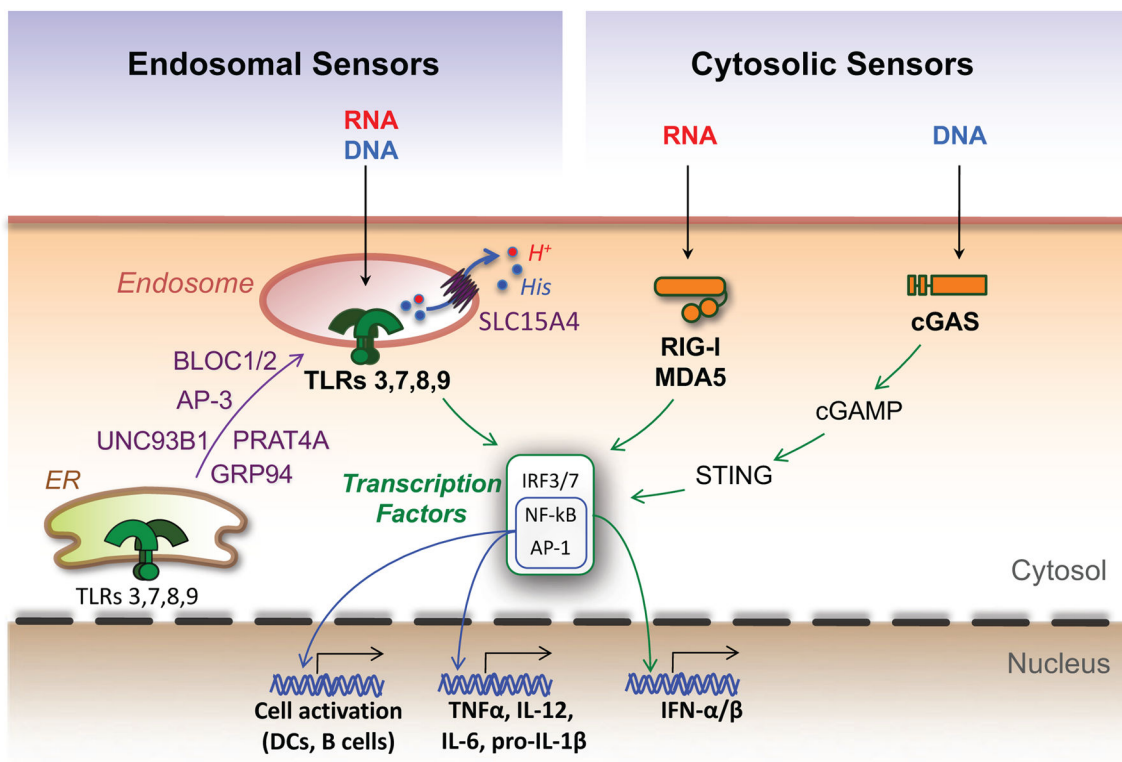 Endosomal Sensors
Cytosolic Sensors
RNA
DNA
RNA
DNA
Endosome
H+
His
SLC15A4
cGAS
RIG-I
MDA5
BLOC1/2
TLRs 3,7,8,9
AP-3
cGAMP
UNC93B1
PRAT4A
GRP94
ER
STING
Transcription
Factors
IRF3/7
NF-kB
AP-1
TLRs 3,7,8,9
Cytosol
Nucleus
Cell activation
(DCs, B cells)
TNFα, IL-12,
IL-6, pro-IL-1β
IFN-α/β